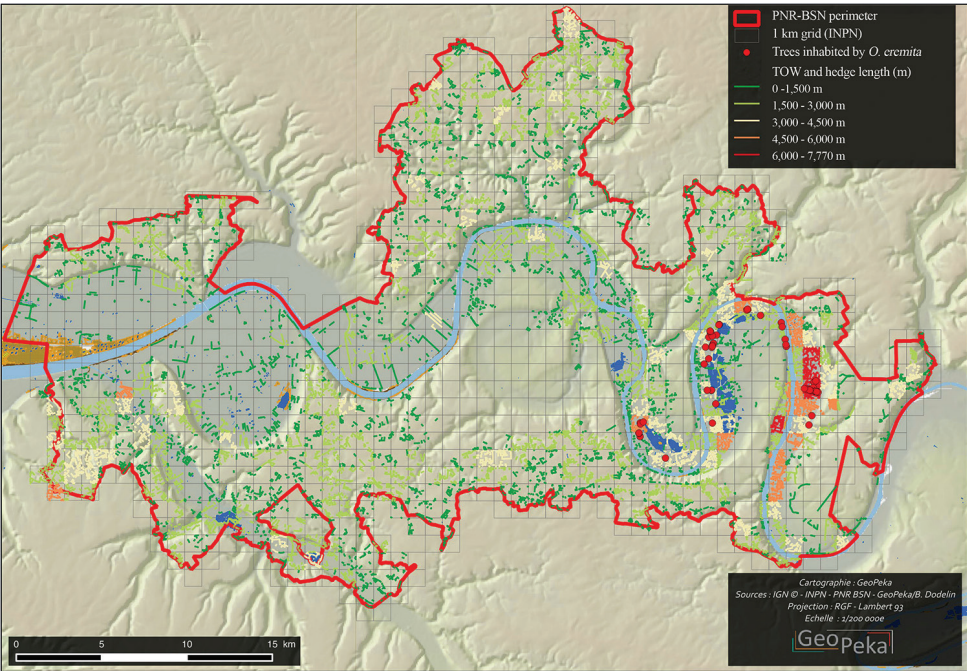 PNR-BSN perimeter
1 km grid (INPN)
Trees inhabited by O. eremita
TOW and hedge length (m)
0 -1,500 m
1,500 - 3,000 m
3,000 - 4,500 m
4,500 - 6,000 m
6,000 - 7,770 m
Cartographie : GeoPeka
Sources : IGN © - INPN - PNR BSN - GeoPeka/B. Dodelin
Projection : RGF - Lambert 93
Echelle : 1/200 000e
Geo
Peka
0 5 10 15 km